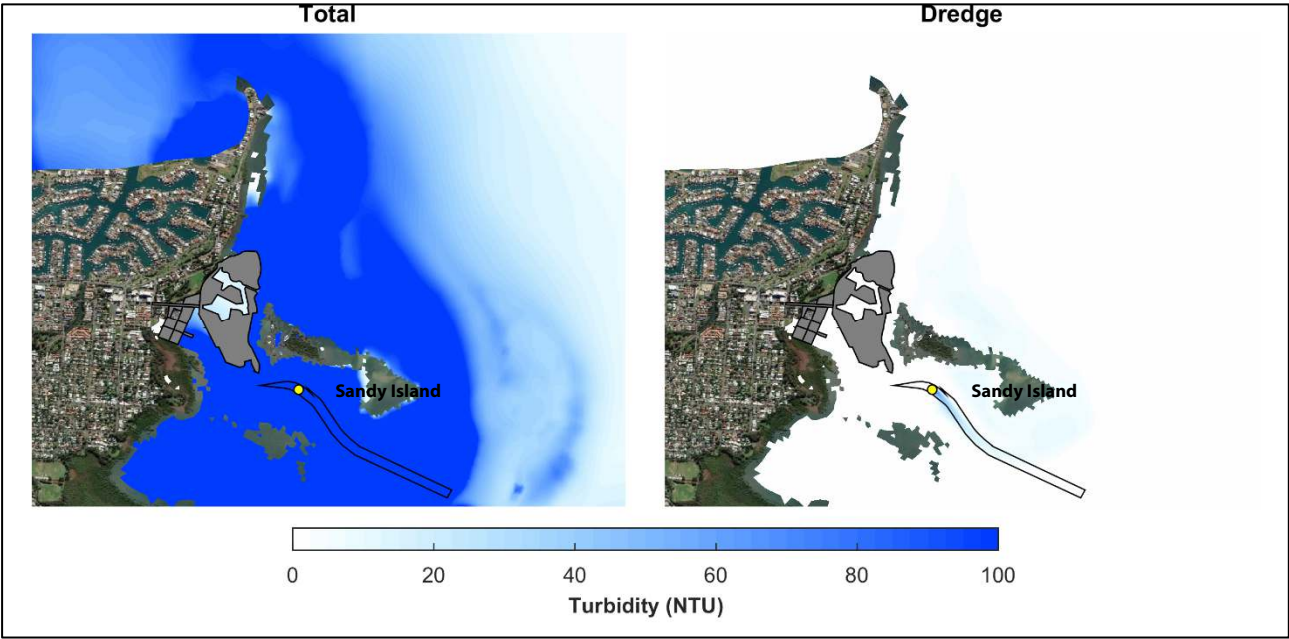 Total
Dredge
Sandy Island
Sandy Island
0 20 40 60 80 100
Turbidity (NTU)